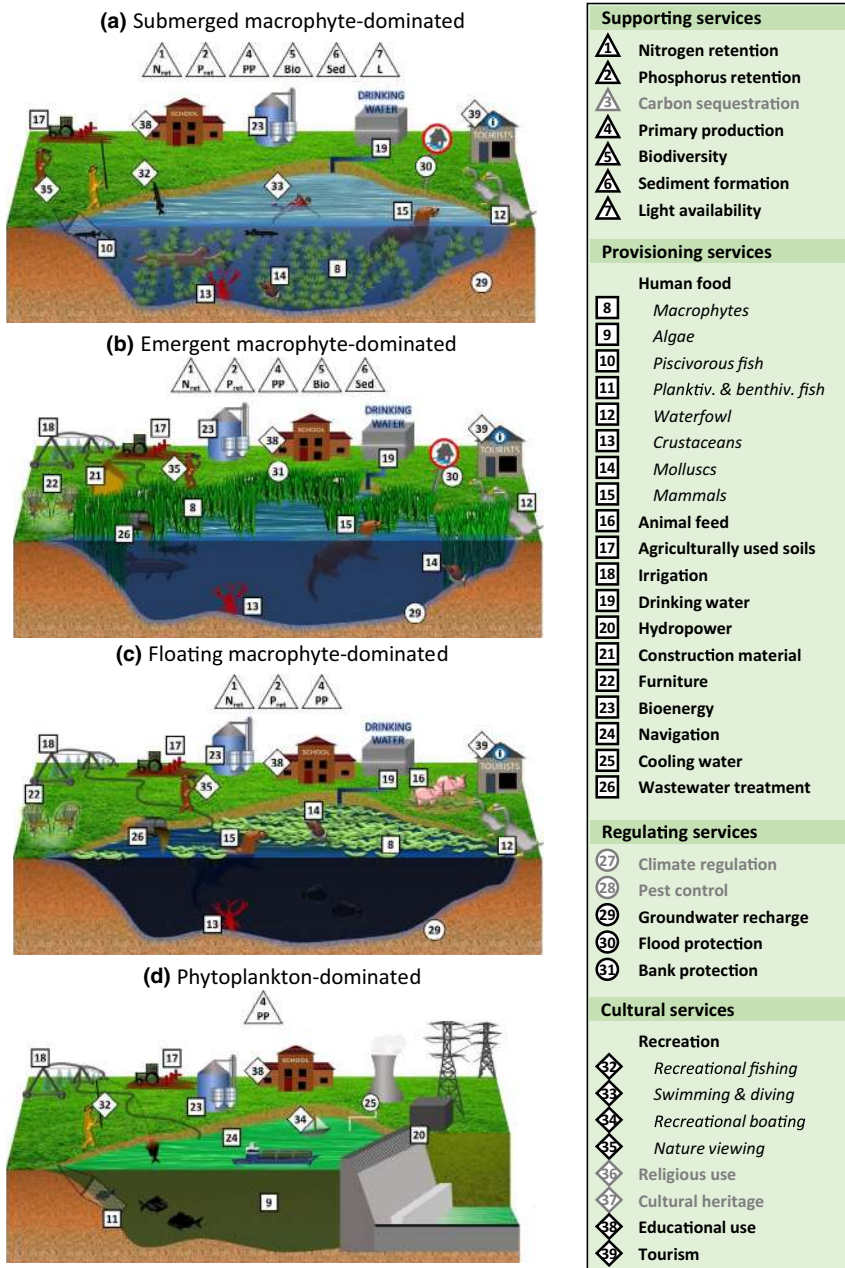 (a) Submerged macrophyte-dominated
1 2 4 5 6 7
Nret Pret PP Bio Sed L
DRINKING
WATER
17
38
SCHOOL
23
39
i
TOURISTS
19
30
35
32
33
15
12
10
14
8
13
29
(b) Emergent macrophyte-dominated
1 2 4 5 6
Nret Pret PP Bio Sed
DRINKING
WATER
18
17
23
38
SCHOOL
39
i
TOURISTS
19
30
22
21
35
31
8
26
15
12
14
13
29
(c) Floating macrophyte-dominated
1 2 4
Nret Pret PP
DRINKING
WATER
18
17
23
38
SCHOOL
39
i
TOURISTS
19
16
22
35
14
26
15
8
12
13
29
(d) Phytoplankton-dominated
4
PP
18
17
38
SCHOOL
23
25
32
34
24
20
9
11
Supporting services
1 Nitrogen retention
2 Phosphorus retention
3 Carbon sequestration
4 Primary production
5 Biodiversity
6 Sediment formation
7 Light availability
Provisioning services
Human food
8 Macrophytes
9 Algae
10 Piscivorous fish
11 Planktiv. & benthiv. fish
12 Waterfowl
13 Crustaceans
14 Molluscs
15 Mammals
16 Animal feed
17 Agriculturally used soils
18 Irrigation
19 Drinking water
20 Hydropower
21 Construction material
22 Furniture
23 Bioenergy
24 Navigation
25 Cooling water
26 Wastewater treatment
Regulating services
27 Climate regulation
28 Pest control
29 Groundwater recharge
30 Flood protection
31 Bank protection
Cultural services
Recreation
32 Recreational fishing
33 Swimming & diving
34 Recreational boating
35 Nature viewing
36 Religious use
37 Cultural heritage
38 Educational use
39 Tourism